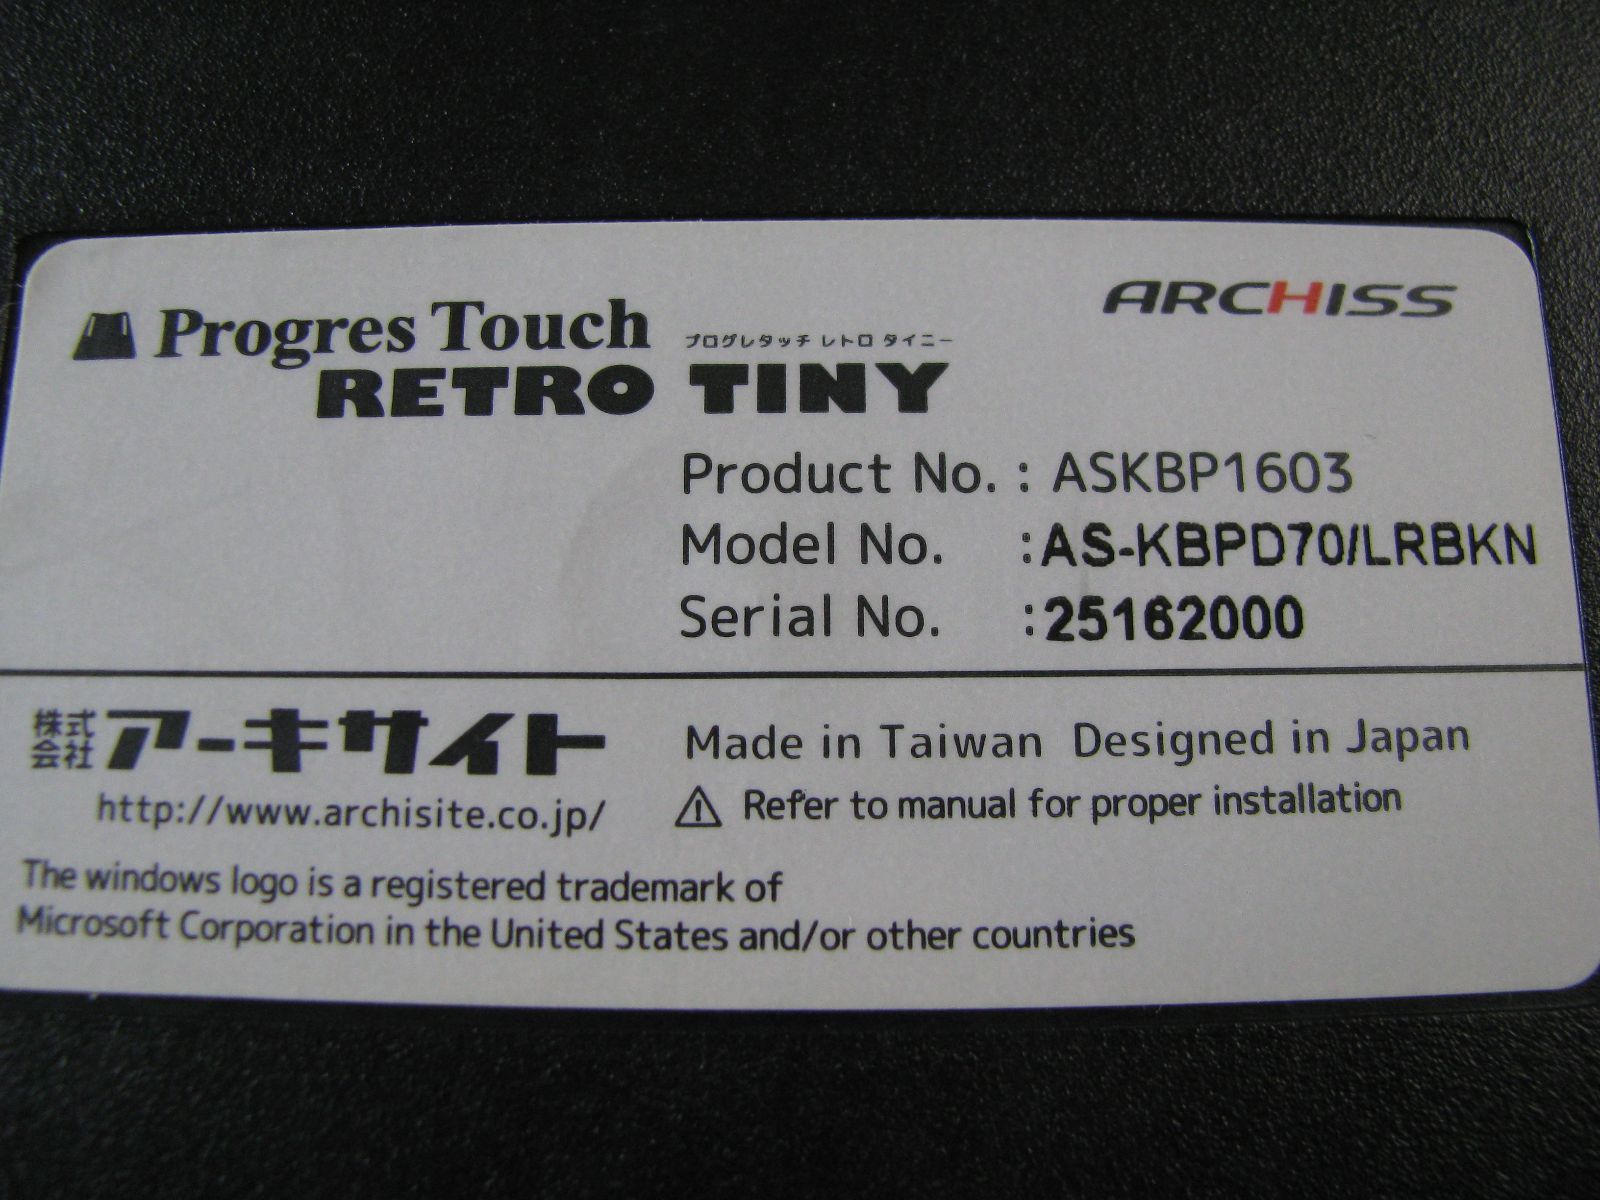 Progres Touch
プログレタッチ レトロ タイニー
RETRO TINY
ARCHISS
Product No. : ASKBP1603
Model No. :AS-KBPD70/LRBKN
Serial No. :25162000
株式会社アーキサイト
http://www.archisite.co.jp/
Made in Taiwan Designed in Japan
Refer to manual for proper installation
The windows logo is a registered trademark of
Microsoft Corporation in the United States and/or other countries